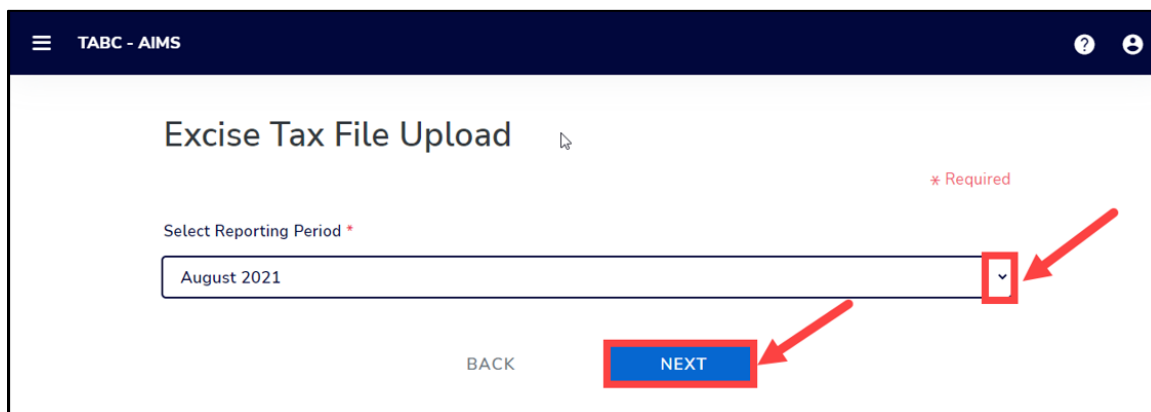 TABC - AIMS
Excise Tax File Upload
* Required
Select Reporting Period *
August 2021
BACK NEXT